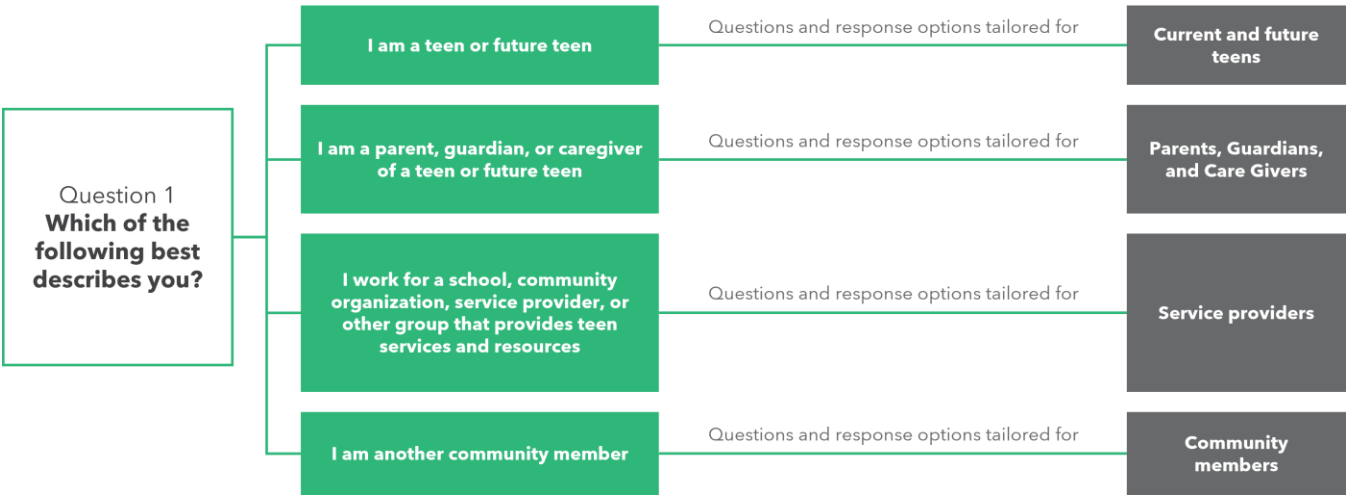 Question 1
Which of the
following best
describes you?
I am a teen or future teen
Questions and response options tailored for
Current and future
teens
I am a parent, guardian, or caregiver
of a teen or future teen
Questions and response options tailored for
Parents, Guardians,
and Care Givers
I work for a school, community
organization, service provider, or
other group that provides teen
services and resources
Questions and response options tailored for
Service providers
I am another community member
Questions and response options tailored for
Community
members